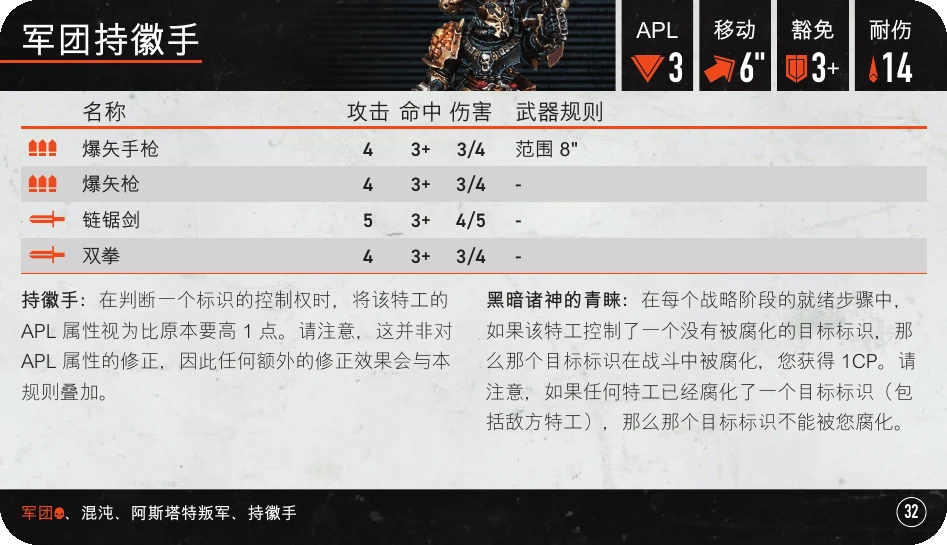 军团持徽手
APL 移动 豁免 耐伤
3 6" 3+ 14
名称 攻击 命中 伤害 武器规则
爆矢手枪 4 3+ 3/4 范围 8"
爆矢枪 4 3+ 3/4 -
链锯剑 5 3+ 4/5 -
双拳 4 3+ 3/4 -
持徽手：在判断一个标识的控制权时，将该特工的
APL 属性视为比原本要高 1 点。请注意，这并非对
APL 属性的修正，因此任何额外的修正效果会与本
规则叠加。
黑暗诸神的青睐：在每个战略阶段的就绪步骤中，
如果该特工控制了一个没有被腐化的目标标识，那
么那个目标标识在战斗中被腐化，您获得 1CP。请
注意，如果任何特工已经腐化了一个目标标识（包
括敌方特工），那么那个目标标识不能被您腐化。
军团、混沌、阿斯塔特叛军、持徽手
32